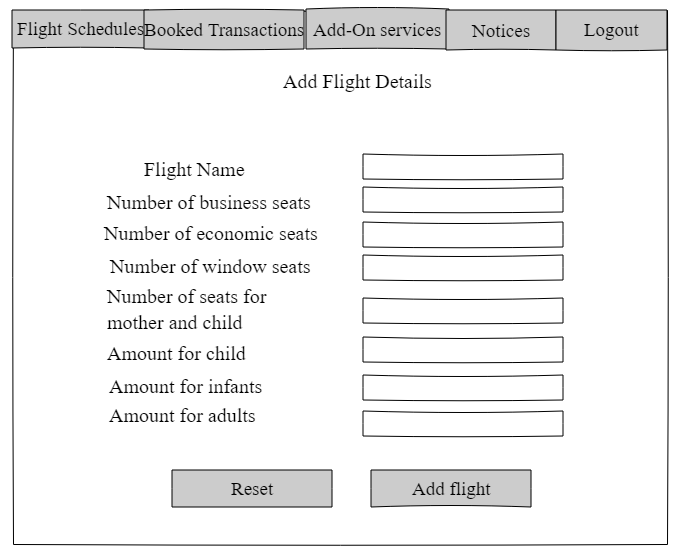 Flight Schedules Booked Transactions Add-On services Notices Logout
Add Flight Details
Flight Name
Number of business seats
Number of economic seats
Number of window seats
Number of seats for
mother and child
Amount for child
Amount for infants
Amount for adults
Reset Add flight